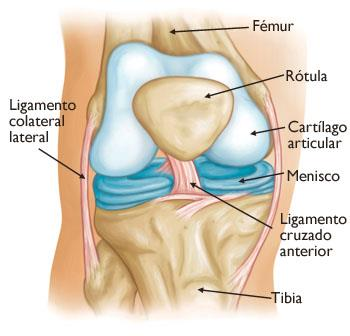 Fémur
Rótula
Ligamento
colateral
lateral
Cartílago
articular
Menisco
Ligamento
cruzado
anterior
Tibia